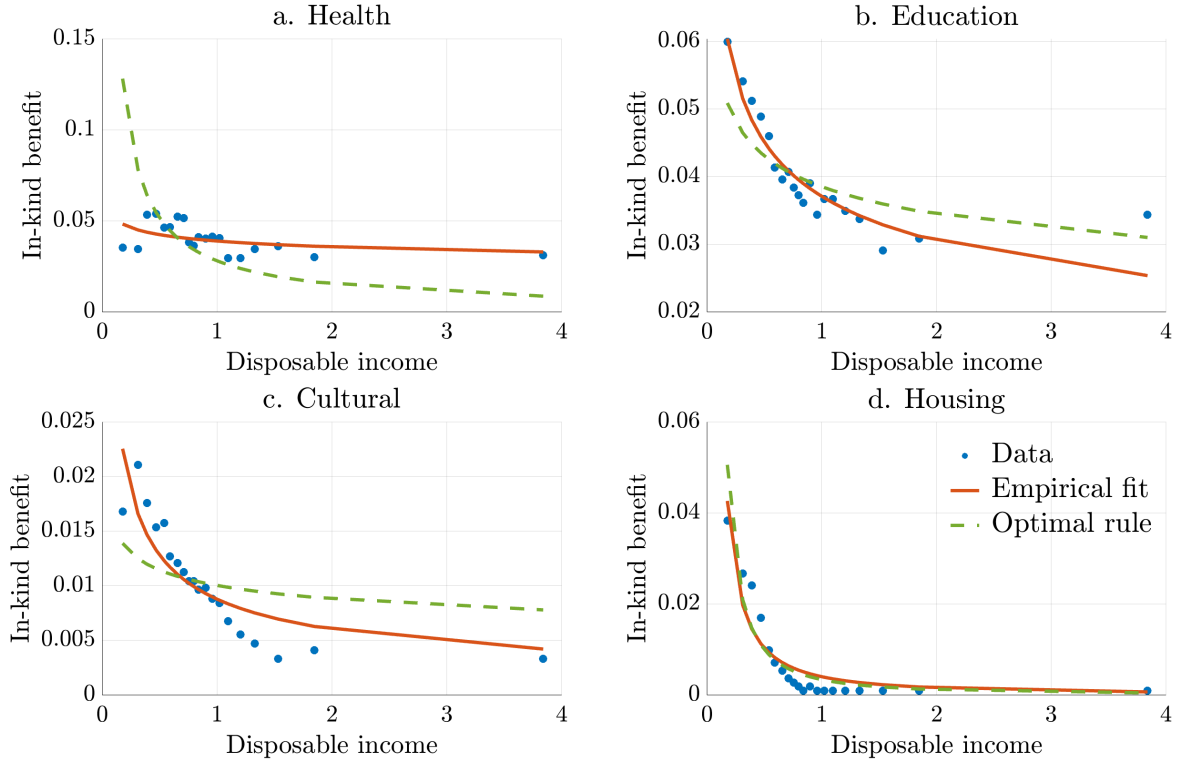 a. Health
0.15
0.1
0.05
0
In-kind benefit
0 1 2 3 4
Disposable income
b. Education
0.06
0.05
0.04
0.03
0.02
In-kind benefit
0 1 2 3 4
Disposable income
c. Cultural
0.025
0.02
0.015
0.01
0.005
0
In-kind benefit
0 1 2 3 4
Disposable income
d. Housing
0.06
0.04
0.02
0
In-kind benefit
Data
Empirical fit
Optimal rule
0 1 2 3 4
Disposable income